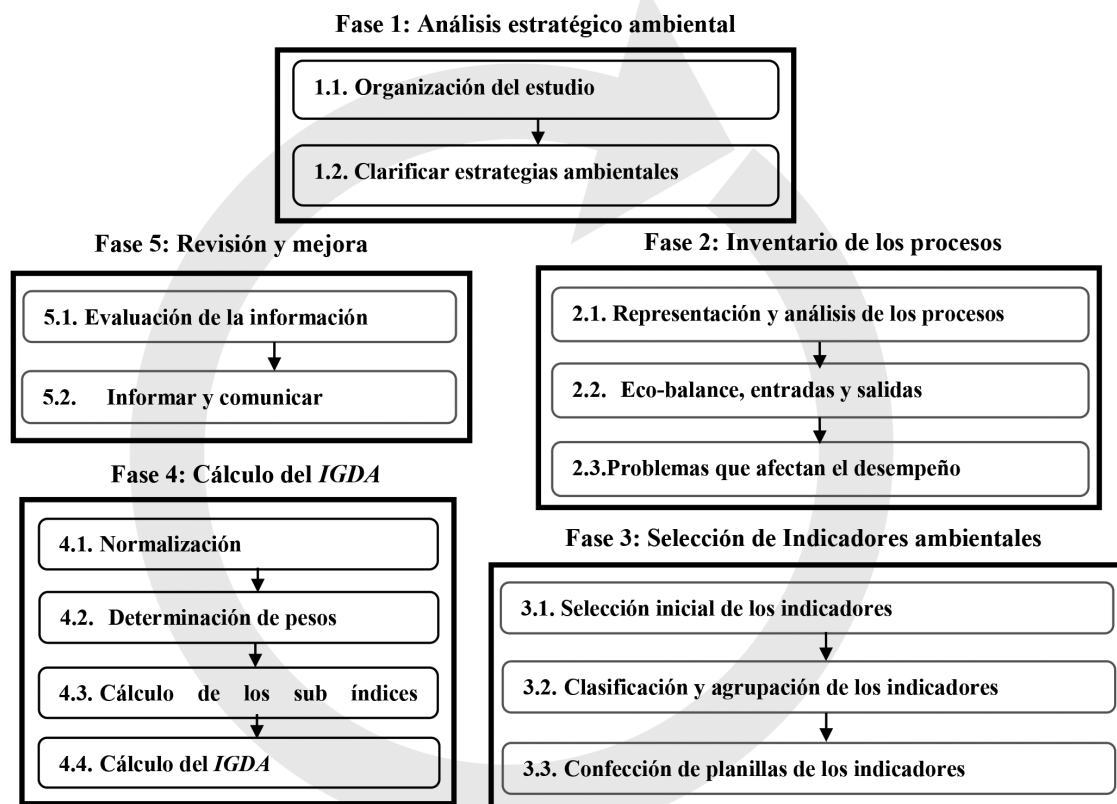 Fase 1: Análisis estratégico ambiental
1.1. Organización del estudio
1.2. Clarificar estrategias ambientales
Fase 2: Inventario de los procesos
2.1. Representación y análisis de los procesos
2.2. Eco-balance, entradas y salidas
2.3.Problemas que afectan el desempeño
Fase 3: Selección de Indicadores ambientales
3.1. Selección inicial de los indicadores
3.2. Clasificación y agrupación de los indicadores
3.3. Confección de planillas de los indicadores
Fase 4: Cálculo del IGDA
4.1. Normalización
4.2. Determinación de pesos
4.3. Cálculo de los sub índices
4.4. Cálculo del IGDA
Fase 5: Revisión y mejora
5.1. Evaluación de la información
5.2. Informar y comunicar